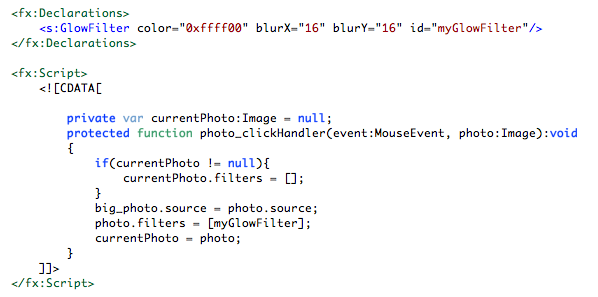 <fx:Declarations>
    <s:GlowFilter color="0xffff00" blurX="16" blurY="16" id="myGlowFilter"/>
</fx:Declarations>

<fx:Script>
    <![CDATA[

        private var currentPhoto:Image = null;
        protected function photo_clickHandler(event:MouseEvent, photo:Image):void
        {
            if(currentPhoto != null){
                currentPhoto.filters = [];
            }
            big_photo.source = photo.source;
            photo.filters = [myGlowFilter];
            currentPhoto = photo;
        }
    ]]>
</fx:Script>